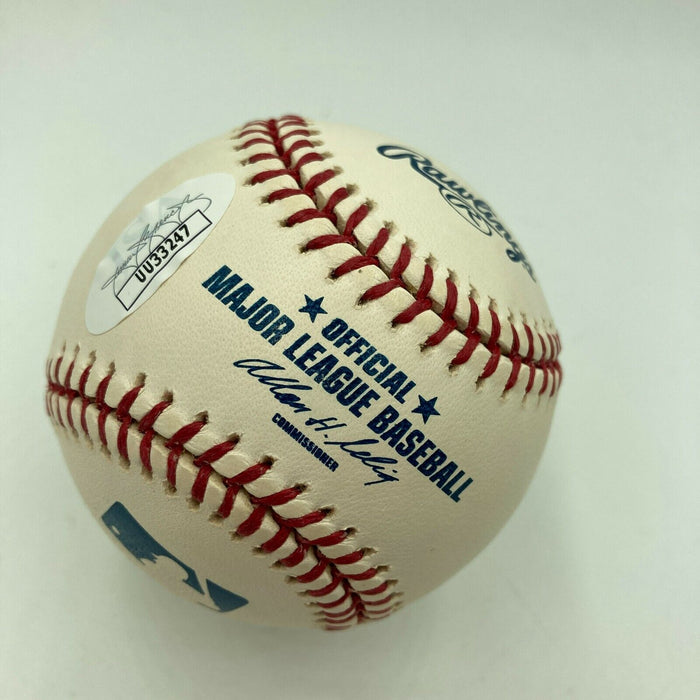 Rawlings
R
UU33247
OFFICIAL
MAJOR LEAGUE BASEBALL
Allan H. Selig
COMMISSIONER